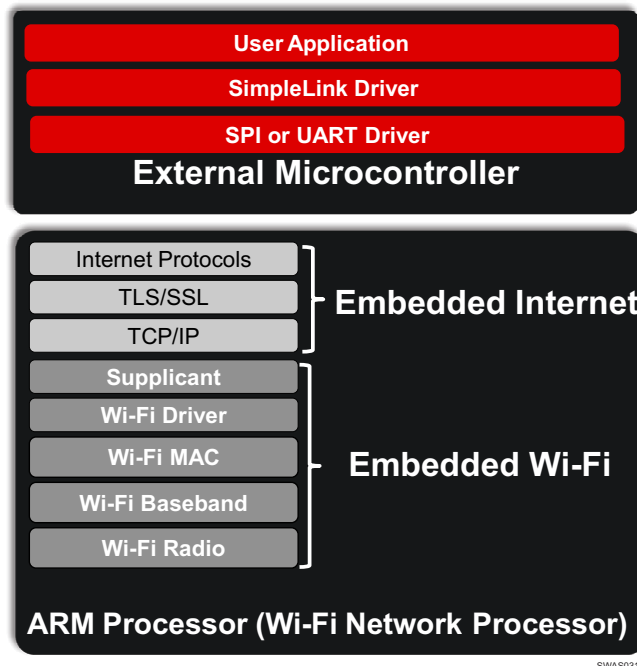 User Application
SimpleLink Driver
SPI or UART Driver
External Microcontroller
Internet Protocols
TLS/SSL
TCP/IP
Embedded Internet
Supplicant
Wi-Fi Driver
Wi-Fi MAC
Wi-Fi Baseband
Wi-Fi Radio
Embedded Wi-Fi
ARM Processor (Wi-Fi Network Processor)
SWAS031